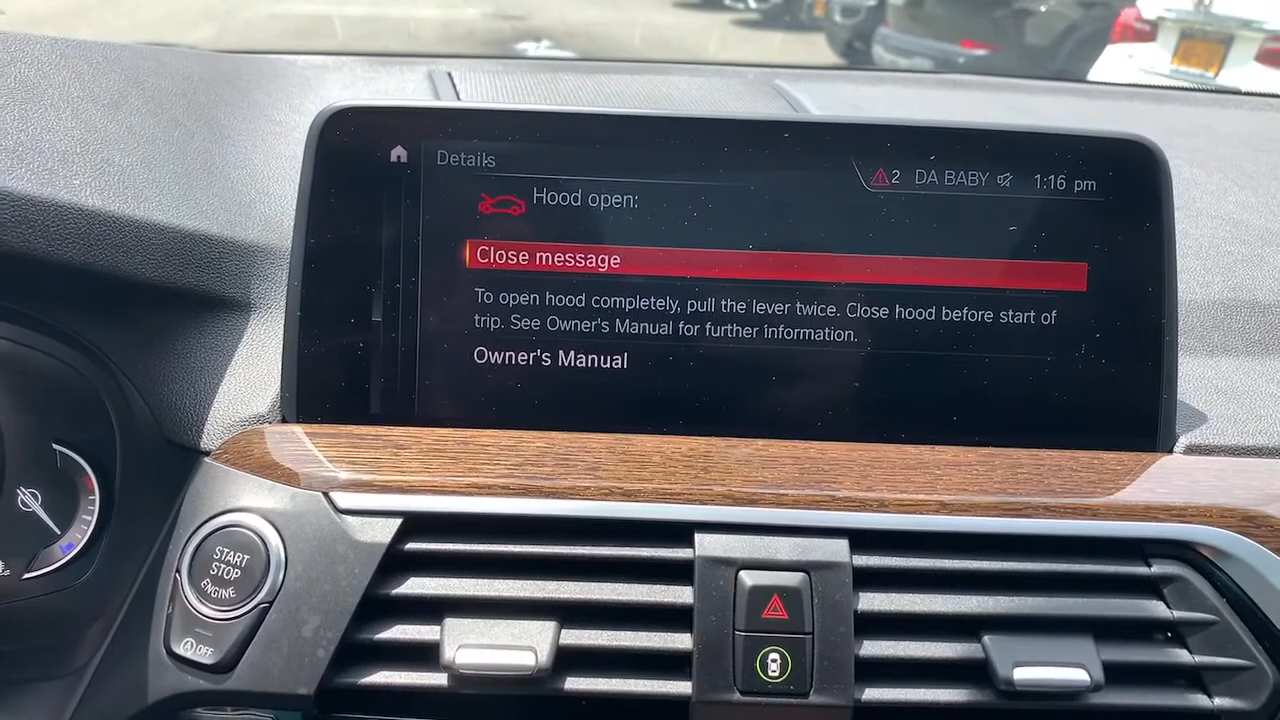 Details
2 DA BABY 1:16 pm
Hood open:
Close message
To open hood completely, pull the lever twice. Close hood before start of
trip. See Owner's Manual for further information.
Owner's Manual
START
STOP
ENGINE
A OFF